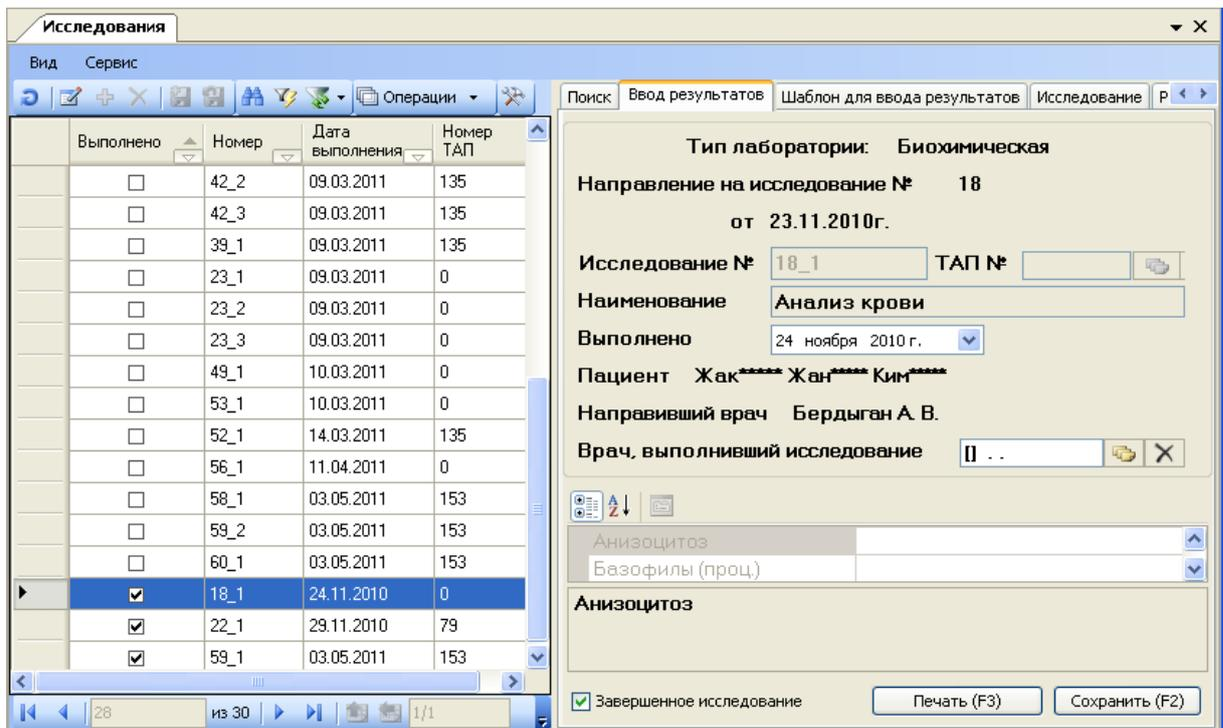 Исследования
Вид Сервис
Операции
Выполнено Номер Дата выполнения Номер ТАП
42_2 09.03.2011 135
42_3 09.03.2011 135
39_1 09.03.2011 135
23_1 09.03.2011 0
23_2 09.03.2011 0
23_3 09.03.2011 0
49_1 10.03.2011 0
53_1 10.03.2011 0
52_1 14.03.2011 135
56_1 11.04.2011 0
58_1 03.05.2011 153
59_2 03.05.2011 153
60_1 03.05.2011 153
18_1 24.11.2010 0
22_1 29.11.2010 79
59_1 03.05.2011 153
28 из 30 1/1
Поиск Ввод результатов Шаблон для ввода результатов Исследование Р
Тип лаборатории: Биохимическая
Направление на исследование № 18
от 23.11.2010г.
Исследование № 18_1 ТАП №
Наименование Анализ крови
Выполнено 24 ноября 2010 г.
Пациент Жак***** Жан***** Ким*****
Направивший врач Бердыган А. В.
Врач, выполнивший исследование [] . .
Анизоцитоз
Базофилы (проц.)
Анизоцитоз
Завершенное исследование Печать (F3) Сохранить (F2)